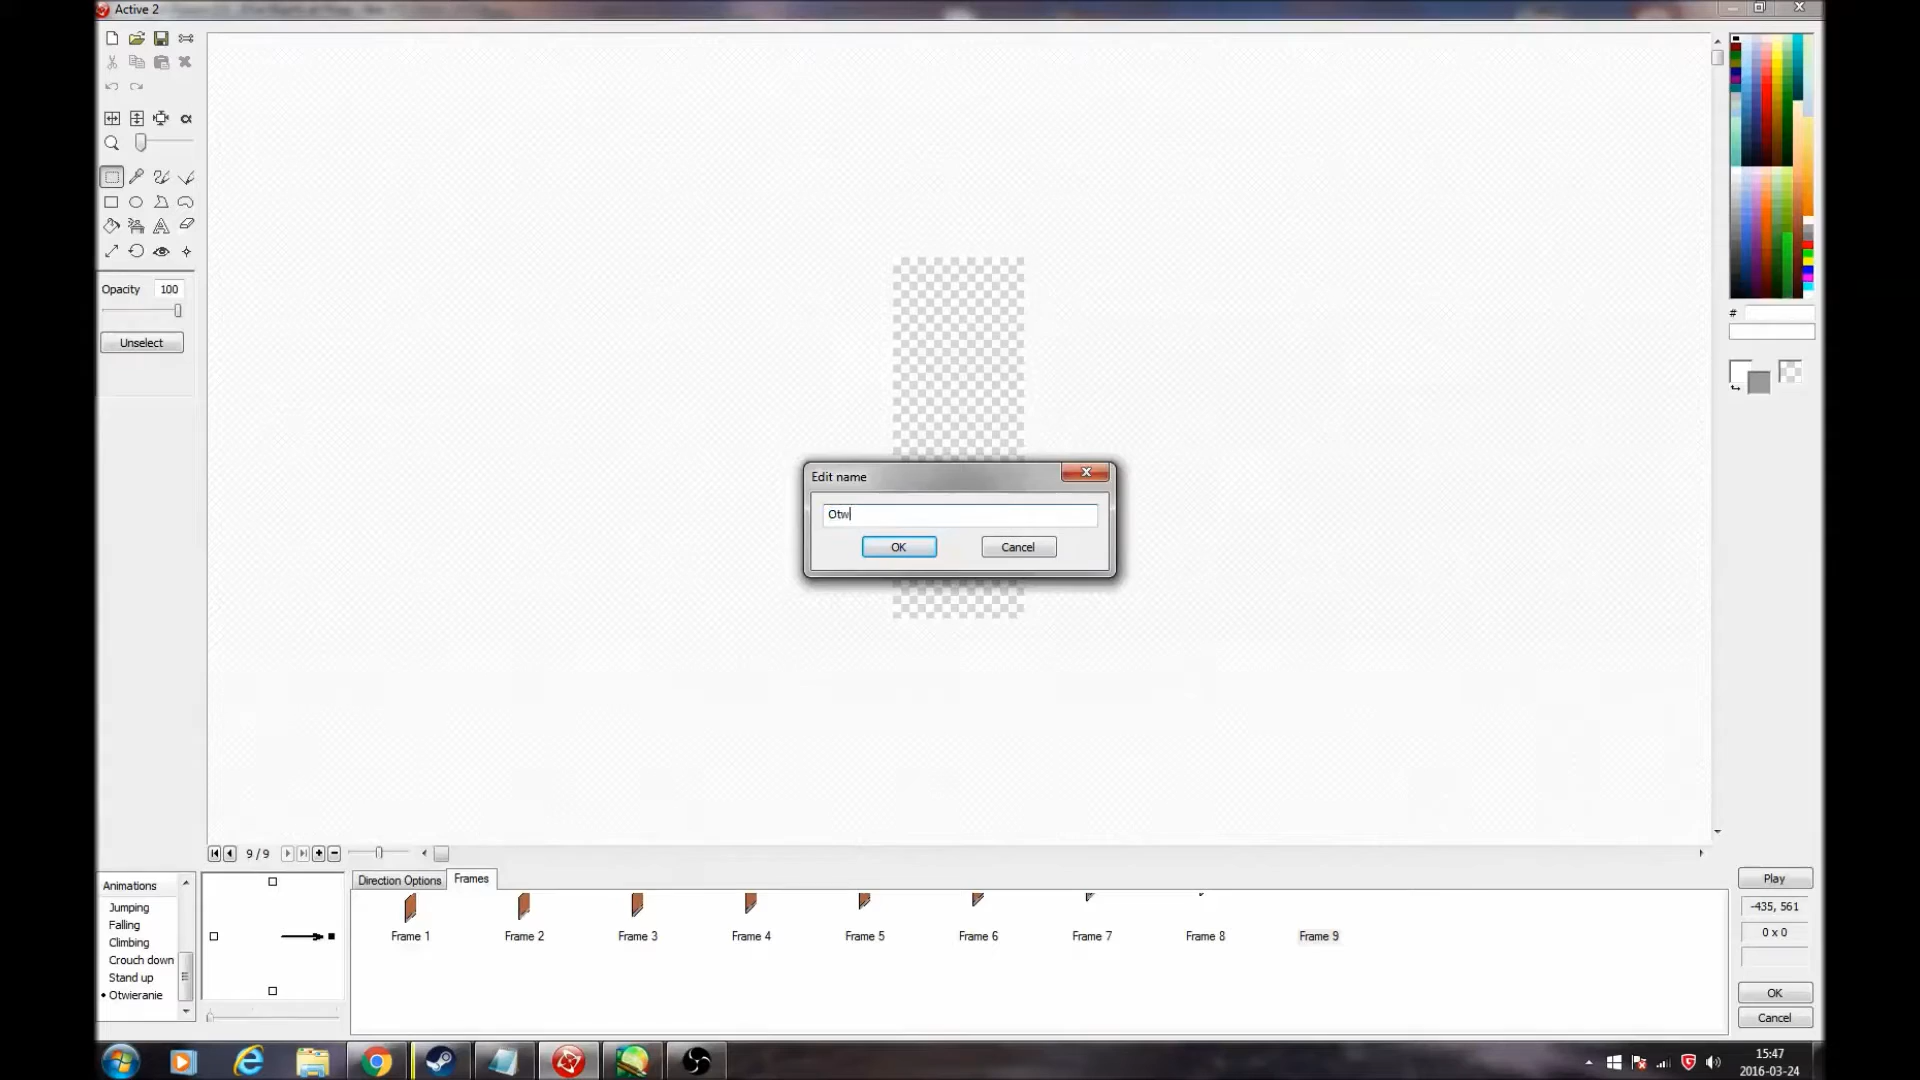 Active 2
Opacity 100
Unselect
#
Edit name
Otw
OK Cancel
9 / 9
Animations
Jumping
Falling
Climbing
Crouch down
Stand up
Otwieranie
Direction Options Frames
Frame 1 Frame 2 Frame 3 Frame 4 Frame 5 Frame 6 Frame 7 Frame 8 Frame 9
Play
-435, 561
0 x 0
OK
Cancel
15:47
2016-03-24